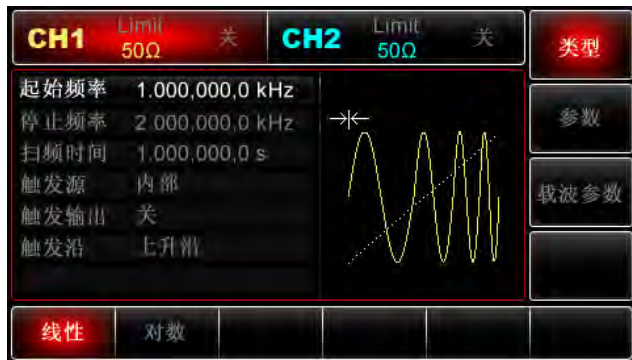 CH1 Limit 50Ω 关 CH2 Limit 50Ω 关
类型
起始频率 1.000,000,0 kHz
停止频率 2.000,000,0 kHz
参数
扫频时间 1.000,000,0 s
触发源 内部
载波参数
触发输出 关
触发沿 上升沿
线性 对数